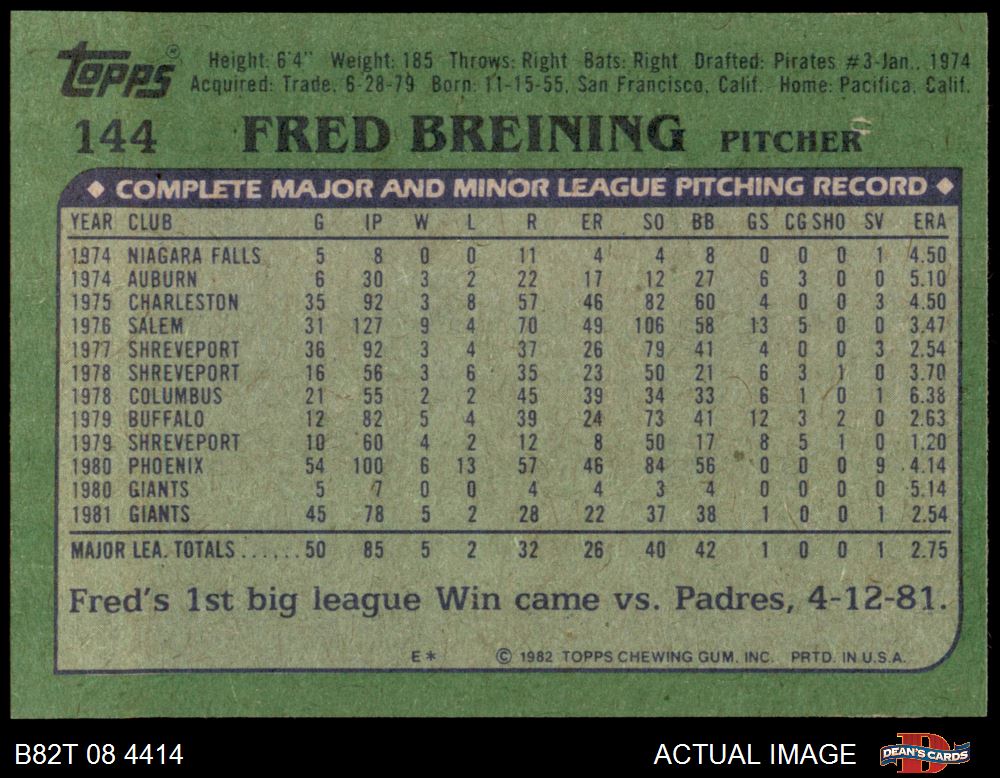 Topps® Height: 6'4" Weight: 185 Throws: Right Bats: Right Drafted: Pirates #3-Jan., 1974
Acquired: Trade, 6-28-79 Born: 11-15-55, San Francisco, Calif. Home: Pacifica, Calif.
144 FRED BREINING PITCHER
◆ COMPLETE MAJOR AND MINOR LEAGUE PITCHING RECORD ◆
YEAR CLUB G IP W L R ER SO BB GS CG SHO SV ERA
1974 NIAGARA FALLS 5 8 0 0 11 4 4 8 0 0 0 1 4.50
1974 AUBURN 6 30 3 2 22 17 12 27 6 3 0 0 5.10
1975 CHARLESTON 35 92 3 8 57 46 82 60 4 0 0 3 4.50
1976 SALEM 31 127 9 4 70 49 106 58 13 5 0 0 3.47
1977 SHREVEPORT 36 92 3 4 37 26 79 41 4 0 0 3 2.54
1978 SHREVEPORT 16 56 3 6 35 23 50 21 6 3 1 0 3.70
1978 COLUMBUS 21 55 2 2 45 39 34 33 6 1 0 1 6.38
1979 BUFFALO 12 82 5 4 39 24 73 41 12 3 2 0 2.63
1979 SHREVEPORT 10 60 4 2 12 8 50 17 8 5 1 0 1.20
1980 PHOENIX 54 100 6 13 57 46 84 56 0 0 0 9 4.14
1980 GIANTS 5 7 0 0 4 4 3 4 0 0 0 0 5.14
1981 GIANTS 45 78 5 2 28 22 37 38 1 0 0 1 2.54
MAJOR LEA. TOTALS ...... 50 85 5 2 32 26 40 42 1 0 0 1 2.75
Fred's 1st big league Win came vs. Padres, 4-12-81.
E* © 1982 TOPPS CHEWING GUM, INC. PRTD. IN U.S.A.
B82T 08 4414 ACTUAL IMAGE DEAN'S CARDS